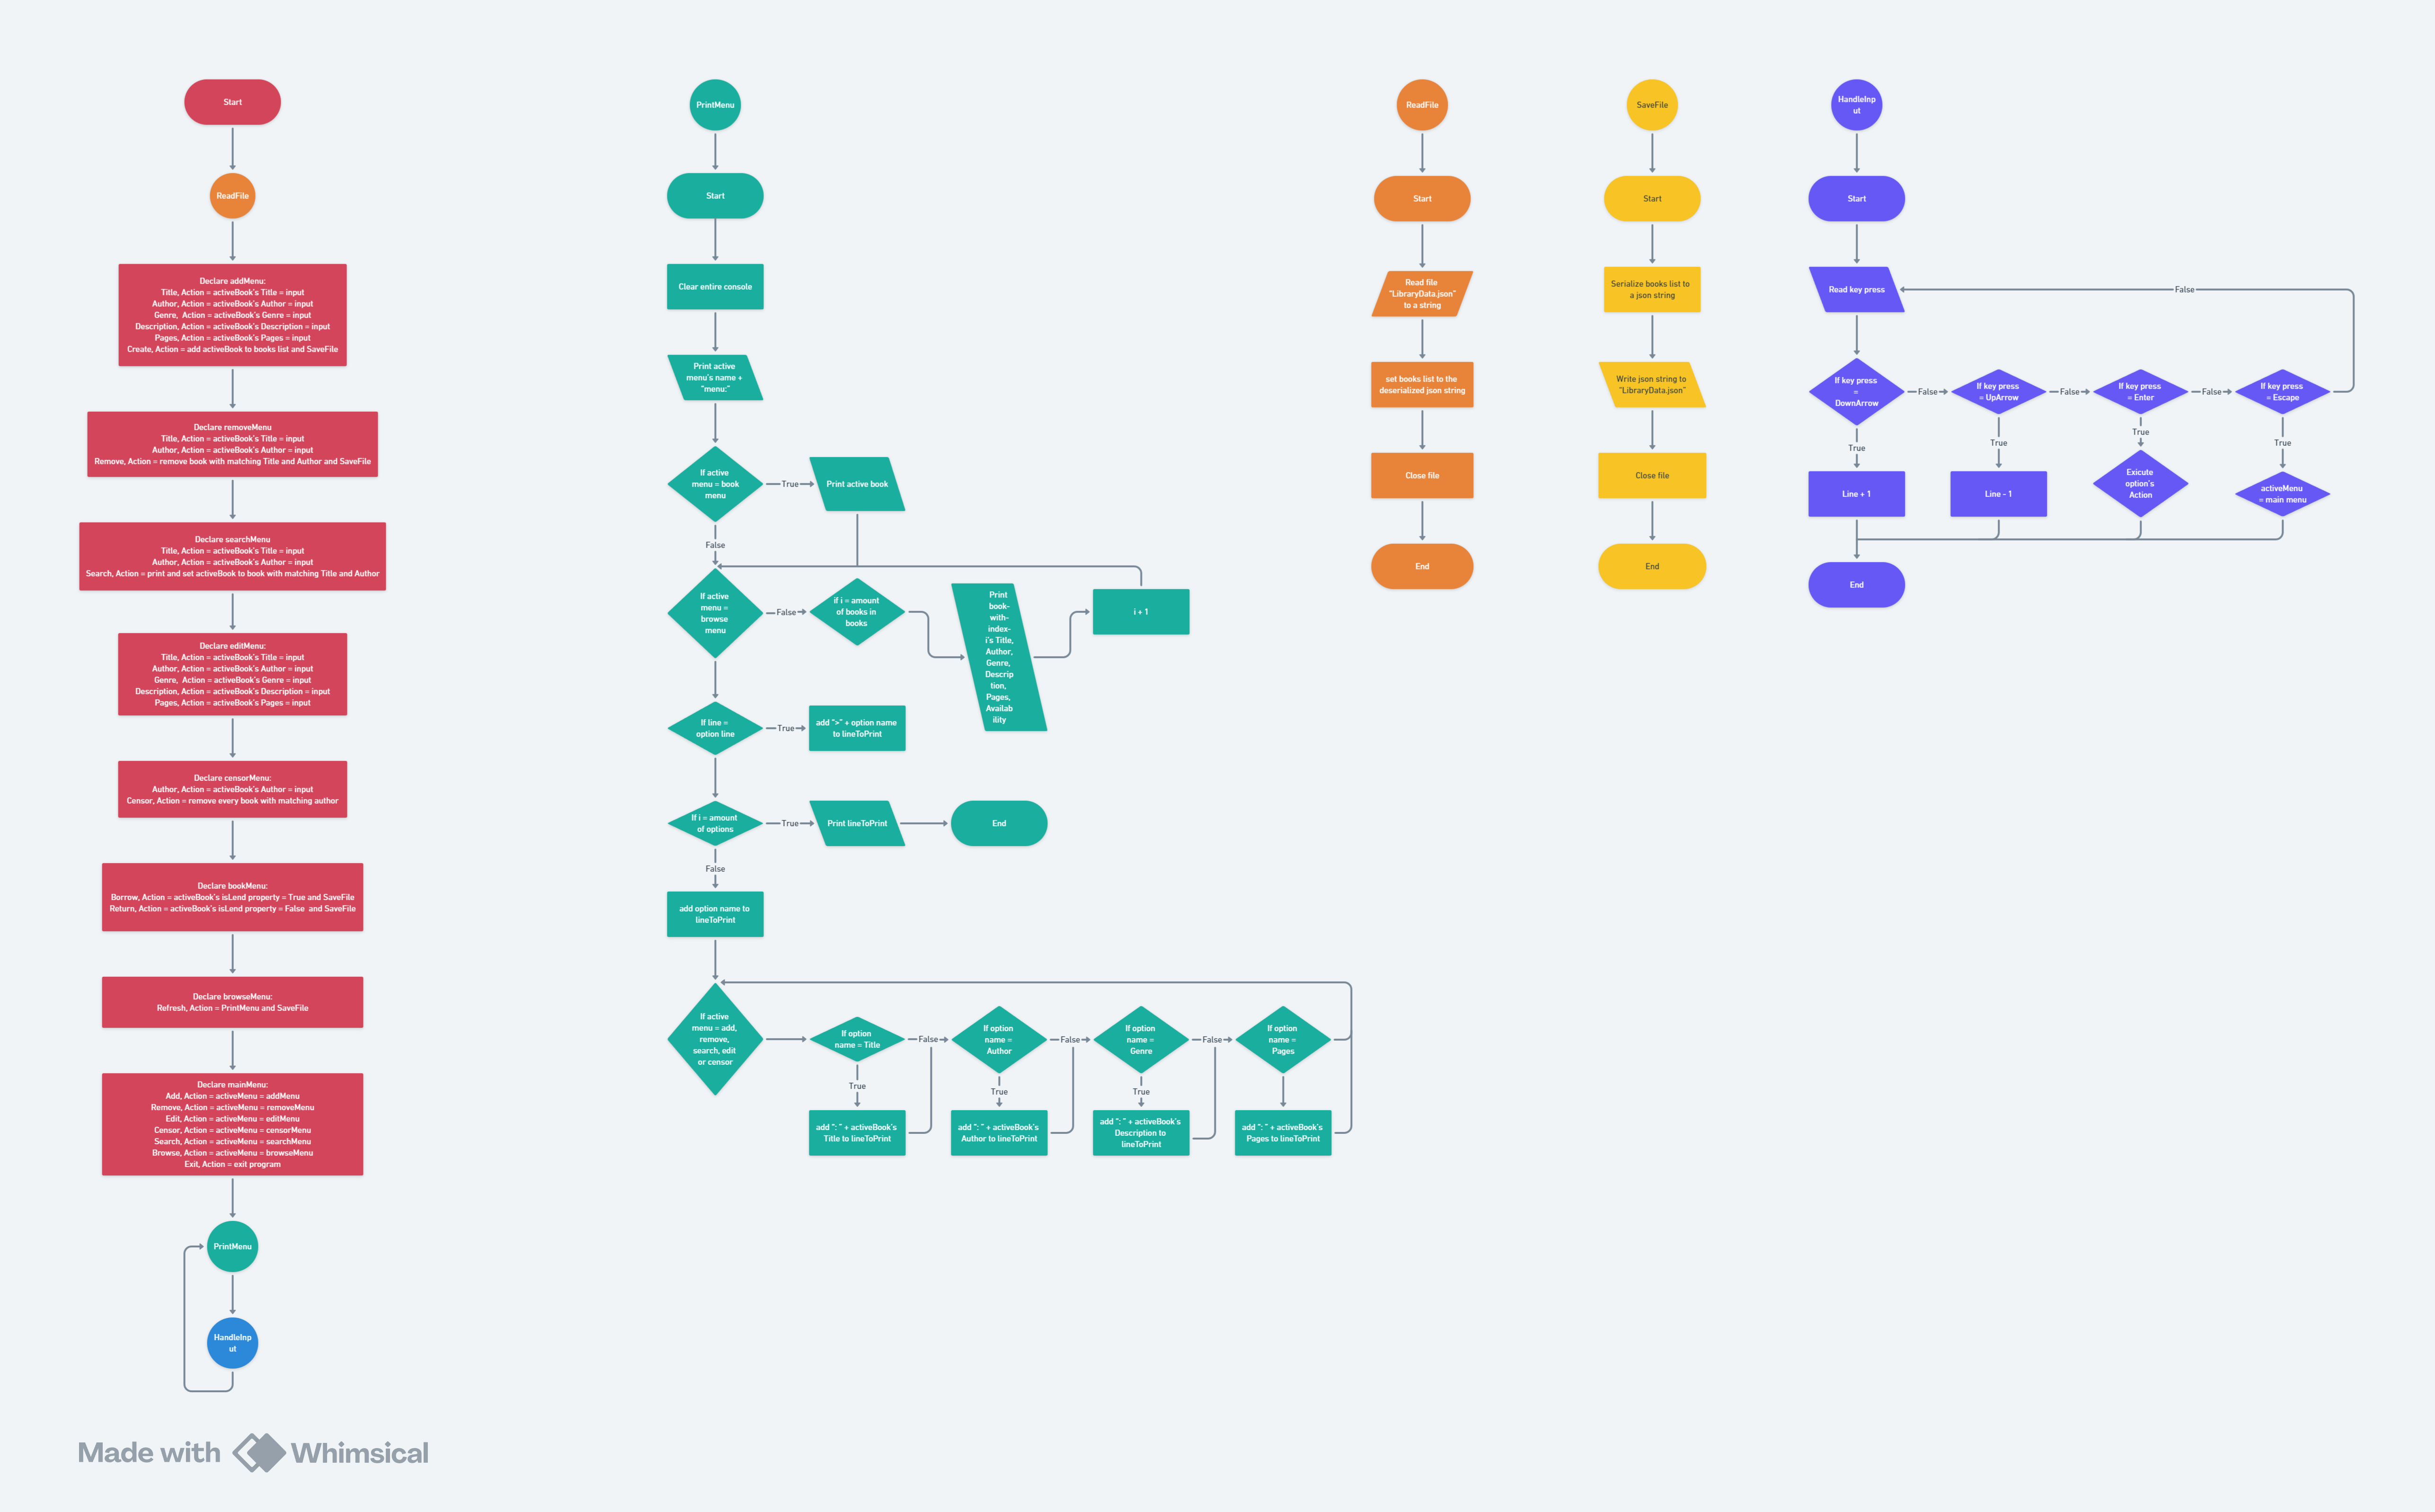 Start
ReadFile
Declare addMenu:
Title, Action = activeBook's Title = input
Author, Action = activeBook's Author = input
Genre,  Action = activeBook's Genre = input
Description, Action = activeBook's Description = input
Pages, Action = activeBook's Pages = input
Create, Action = add activeBook to books list and SaveFile
Declare removeMenu
Title, Action = activeBook's Title = input
Author, Action = activeBook's Author = input
Remove, Action = remove book with matching Title and Author and SaveFile
Declare searchMenu
Title, Action = activeBook's Title = input
Author, Action = activeBook's Author = input
Search, Action = print and set activeBook to book with matching Title and Author
Declare editMenu:
Title, Action = activeBook's Title = input
Author, Action = activeBook's Author = input
Genre,  Action = activeBook's Genre = input
Description, Action = activeBook's Description = input
Pages, Action = activeBook's Pages = input
Declare censorMenu:
Author, Action = activeBook's Author = input
Censor, Action = remove every book with matching author
Declare bookMenu:
Borrow, Action = activeBook's isLend property = True and SaveFile
Return, Action = activeBook's isLend property = False  and SaveFile
Declare browseMenu:
Refresh, Action = PrintMenu and SaveFile
Declare mainMenu:
Add, Action = activeMenu = addMenu
Remove, Action = activeMenu = removeMenu
Edit, Action = activeMenu = editMenu
Censor, Action = activeMenu = censorMenu
Search, Action = activeMenu = searchMenu
Browse, Action = activeMenu = browseMenu
Exit, Action = exit program
PrintMenu
HandleInp
ut
PrintMenu
Start
Clear entire console
Print active
menu's name +
"menu:"
If active
menu = book
menu
True
Print active book
False
If active
menu =
browse
menu
False
if i = amount
of books in
books
Print
book-
with-
index-
i's Title,
Author,
Genre,
Descrip
tion,
Pages,
Availab
ility
i + 1
If line =
option line
True
add ">" + option name
to lineToPrint
If i = amount
of options
True
Print lineToPrint
End
False
add option name to
lineToPrint
If active
menu = add,
remove,
search, edit
or censor
If option
name = Title
False
If option
name =
Author
False
If option
name =
Genre
False
If option
name =
Pages
True
True
True
add ": " + activeBook's
Title to lineToPrint
add ": " + activeBook's
Author to lineToPrint
add ": " + activeBook's
Description to
lineToPrint
add ": " + activeBook's
Pages to lineToPrint
ReadFile
Start
Read file
"LibraryData.json"
to a string
set books list to the
deserialized json string
Close file
End
SaveFile
Start
Serialize books list to
a json string
Write json string to
"LibraryData.json"
Close file
End
HandleInp
ut
Start
Read key press
False
If key press
=
DownArrow
False
If key press
= UpArrow
False
If key press
= Enter
False
If key press
= Escape
True
True
True
True
Line + 1
Line - 1
Exicute
option's
Action
activeMenu
= main menu
End
Made with Whimsical